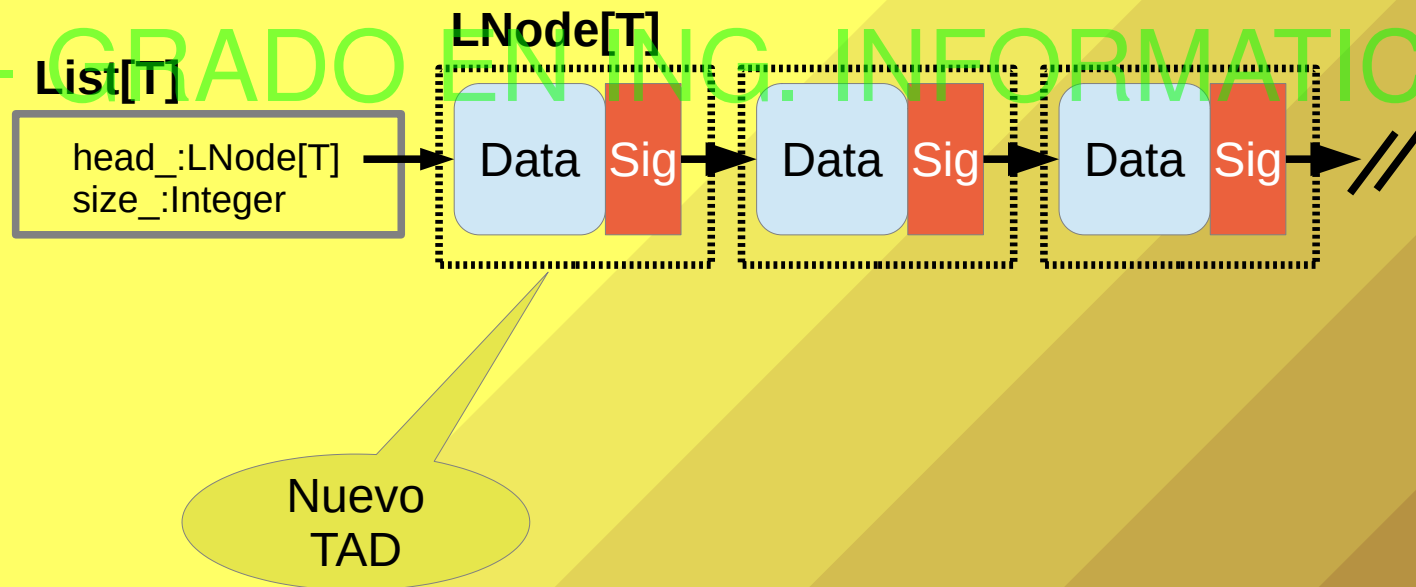 - GRADO EN ING. INFORMATIC
LNode[T]
List[T]
head_:LNode[T]
size_:Integer
Data Sig Data Sig Data Sig
Nuevo
TAD